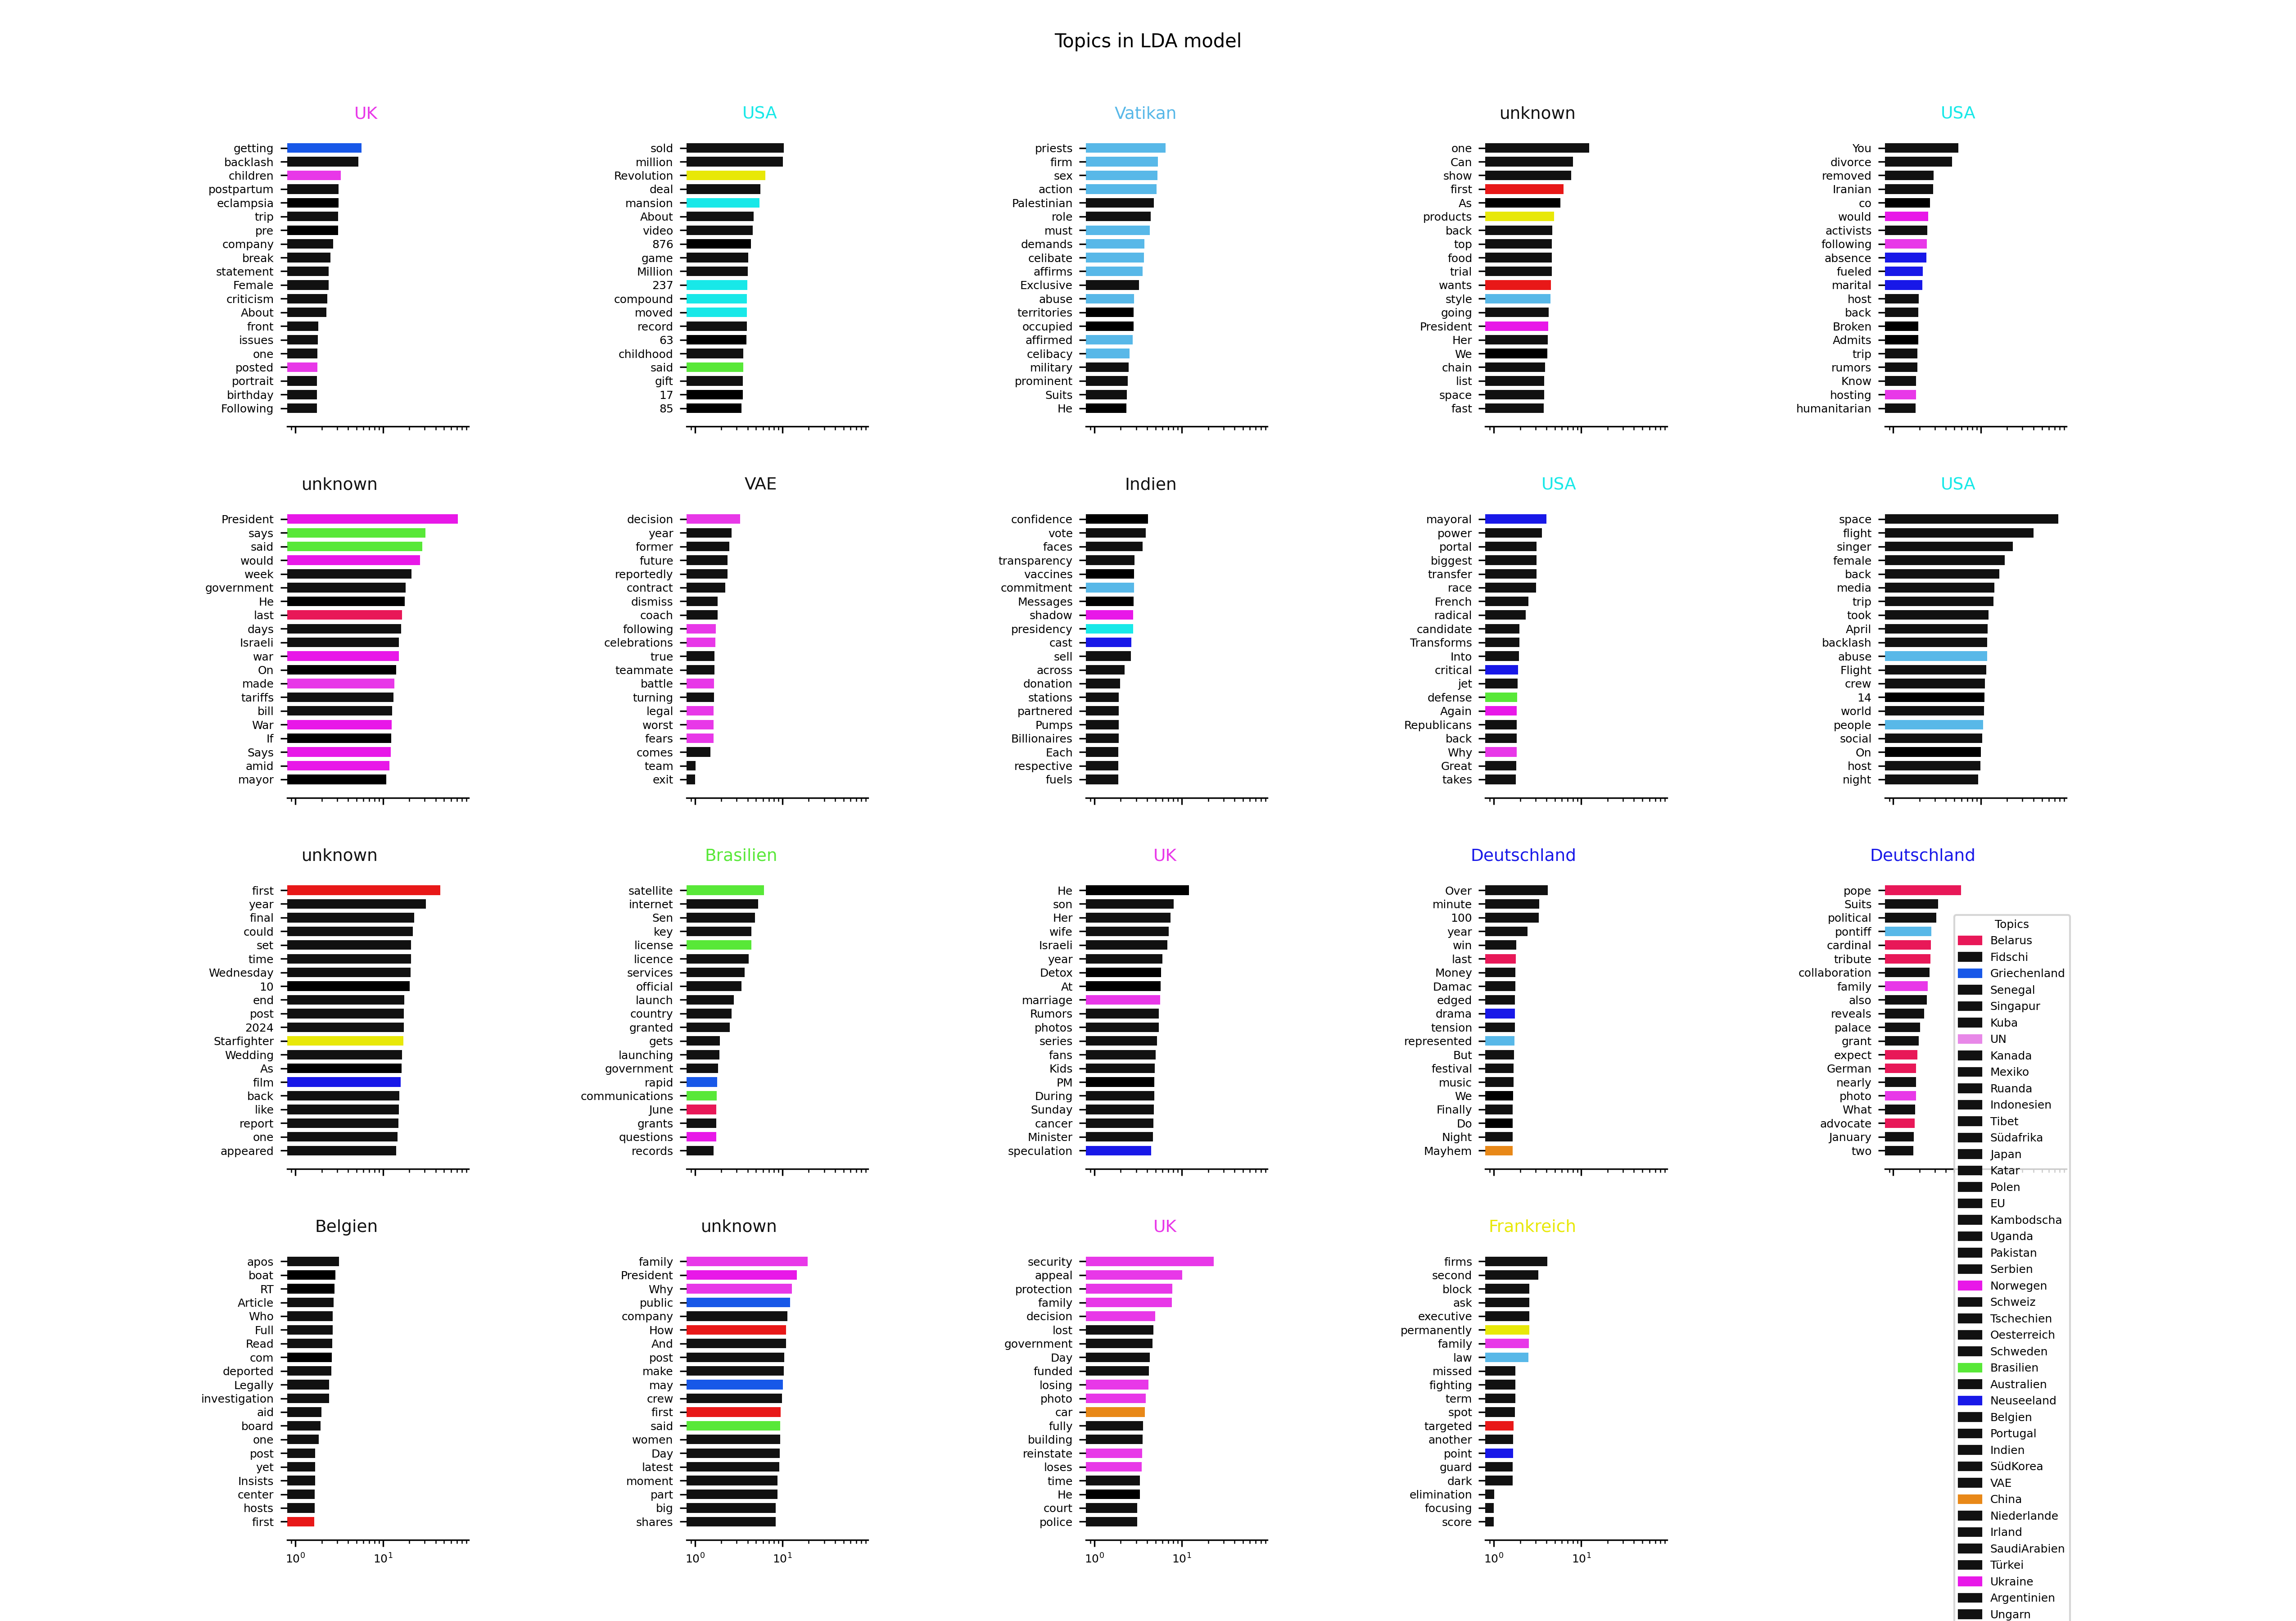 Topics in LDA model
UK
getting
backlash
children
postpartum
eclampsia
trip
pre
company
break
statement
Female
criticism
About
front
issues
one
posted
portrait
birthday
Following
USA
sold
million
Revolution
deal
mansion
About
video
876
game
Million
237
compound
moved
record
63
childhood
said
gift
17
85
Vatikan
priests
firm
sex
action
Palestinian
role
must
demands
celibate
affirms
Exclusive
abuse
territories
occupied
affirmed
celibacy
military
prominent
Suits
He
unknown
one
Can
show
first
As
products
back
top
food
trial
wants
style
going
President
Her
We
chain
list
space
fast
USA
You
divorce
removed
Iranian
co
would
activists
following
absence
fueled
marital
host
back
Broken
Admits
trip
rumors
Know
hosting
humanitarian
unknown
President
says
said
would
week
government
He
last
days
Israeli
war
On
made
tariffs
bill
War
If
Says
amid
mayor
VAE
decision
year
former
future
reportedly
contract
dismiss
coach
following
celebrations
true
teammate
battle
turning
legal
worst
fears
comes
team
exit
Indien
confidence
vote
faces
transparency
vaccines
commitment
Messages
shadow
presidency
cast
sell
across
donation
stations
partnered
Pumps
Billionaires
Each
respective
fuels
USA
mayoral
power
portal
biggest
transfer
race
French
radical
candidate
Transforms
Into
critical
jet
defense
Again
Republicans
back
Why
Great
takes
USA
space
flight
singer
female
back
media
trip
took
April
backlash
abuse
Flight
crew
14
world
people
social
On
host
night
unknown
first
year
final
could
set
time
Wednesday
10
end
post
2024
Starfighter
Wedding
As
film
back
like
report
one
appeared
Brasilien
satellite
internet
Sen
key
license
licence
services
official
launch
country
granted
gets
launching
government
rapid
communications
June
grants
questions
records
UK
He
son
Her
wife
Israeli
year
Detox
At
marriage
Rumors
photos
series
fans
Kids
PM
During
Sunday
cancer
Minister
speculation
Deutschland
Over
minute
100
year
win
last
Money
Damac
edged
drama
tension
represented
But
festival
music
We
Finally
Do
Night
Mayhem
Deutschland
pope
Suits
political
pontiff
cardinal
tribute
collaboration
family
also
reveals
palace
grant
expect
German
nearly
photo
What
advocate
January
two
Belgien
apos
boat
RT
Article
Who
Full
Read
com
deported
Legally
investigation
aid
board
one
post
yet
Insists
center
hosts
first
10⁰ 10¹
unknown
family
President
Why
public
company
How
And
post
make
may
crew
first
said
women
Day
latest
moment
part
big
shares
10⁰ 10¹
UK
security
appeal
protection
family
decision
lost
government
Day
funded
losing
photo
car
fully
building
reinstate
loses
time
He
court
police
10⁰ 10¹
Frankreich
firms
second
block
ask
executive
permanently
family
law
missed
fighting
term
spot
targeted
another
point
guard
dark
elimination
focusing
score
10⁰ 10¹
Topics
Belarus
Fidschi
Griechenland
Senegal
Singapur
Kuba
UN
Kanada
Mexiko
Ruanda
Indonesien
Tibet
Südafrika
Japan
Katar
Polen
EU
Kambodscha
Uganda
Pakistan
Serbien
Norwegen
Schweiz
Tschechien
Oesterreich
Schweden
Brasilien
Australien
Neuseeland
Belgien
Portugal
Indien
SüdKorea
VAE
China
Niederlande
Irland
SaudiArabien
Türkei
Ukraine
Argentinien
Ungarn